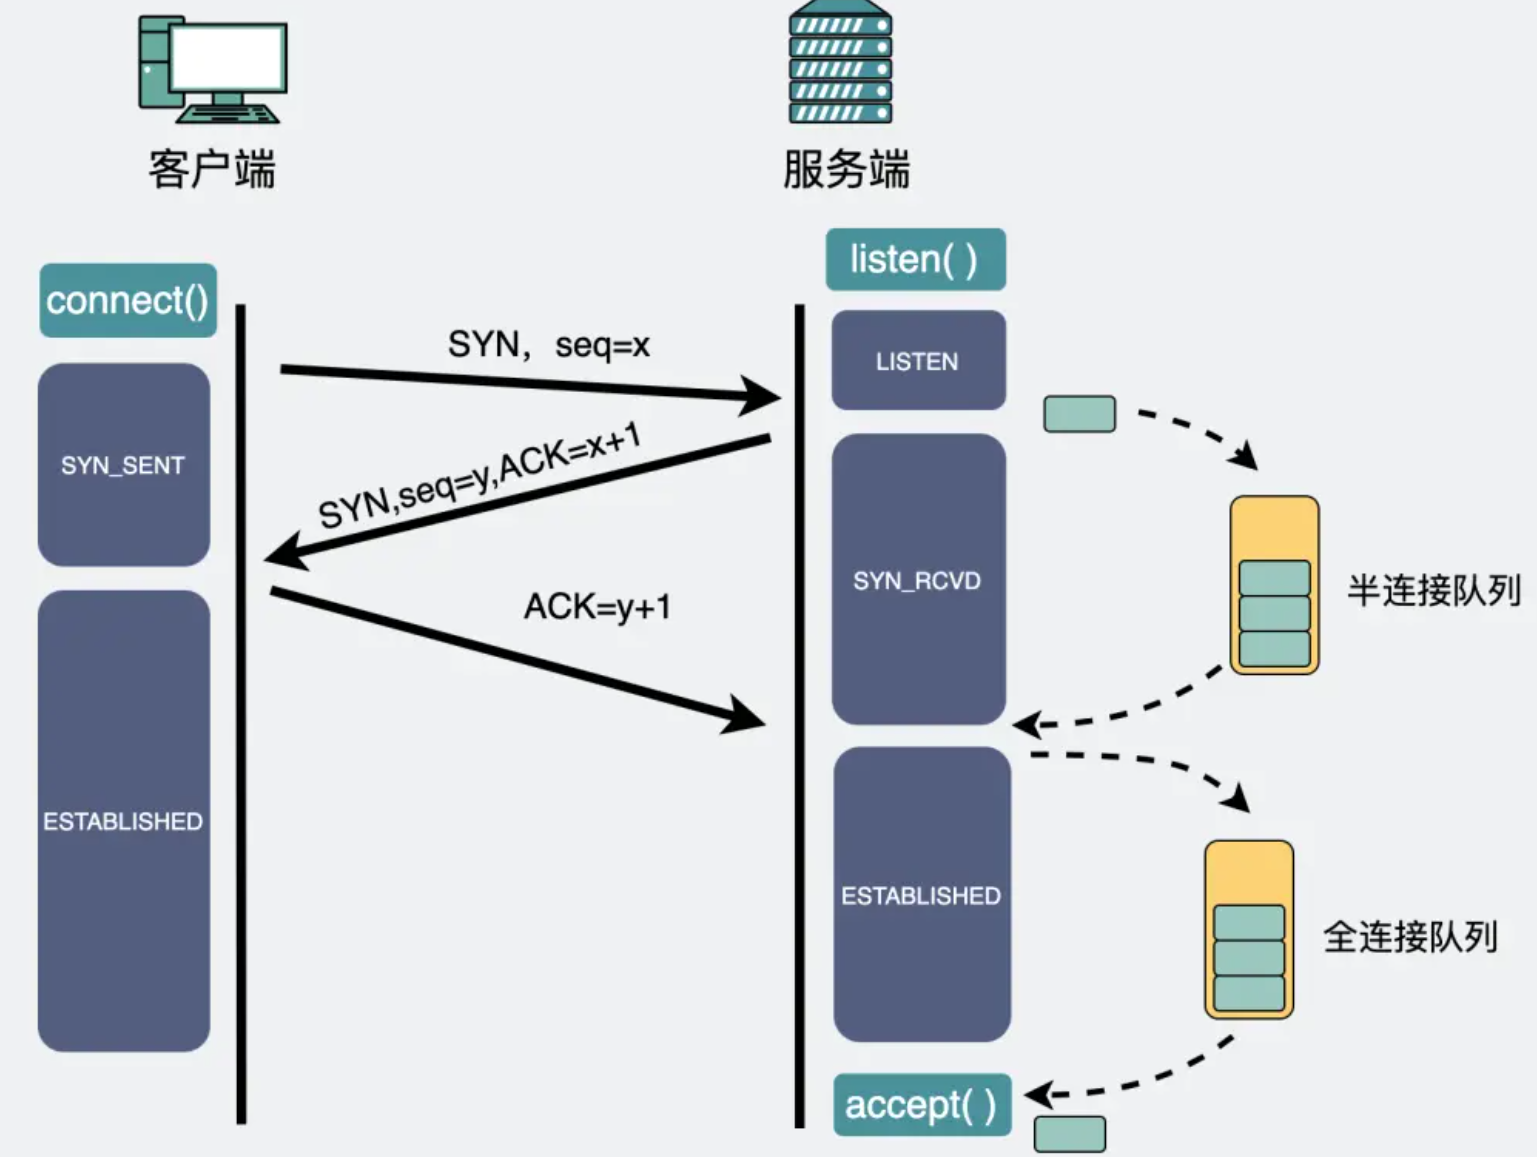 客户端
服务端
listen( )
connect()
SYN，seq=x
LISTEN
SYN_SENT
SYN,seq=y,ACK=x+1
SYN_RCVD
半连接队列
ACK=y+1
ESTABLISHED
ESTABLISHED
全连接队列
accept( )